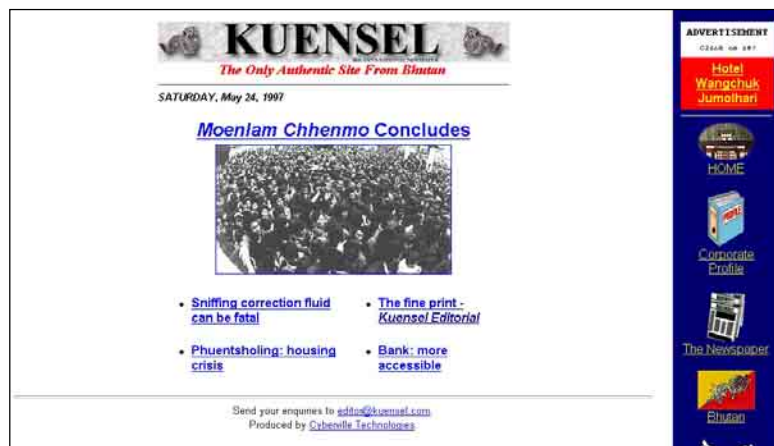 KUENSEL
The Only Authentic Site From Bhutan
SATURDAY, May 24, 1997
Moenlam Chhenmo Concludes
Sniffing correction fluid
can be fatal
Phuentsholing: housing
crisis
The fine print -
Kuensel Editorial
Bank: more
accessible
Send your enquries to editor@kuensel.com.
Produced by Cyberville Technologies.
ADVERTISEMENT
Click on it!
Hotel
Wangchuk
Jumolhari
HOME
PROFILE
Corporate
Profile
The Newspaper
Bhutan